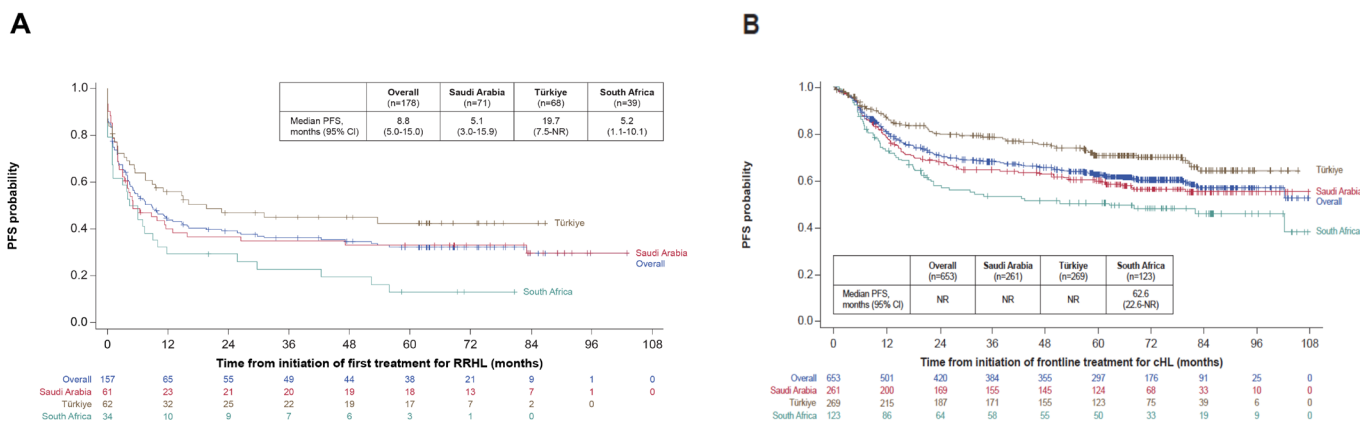 A
PFS probability
1.0
0.8
0.6
0.4
0.2
0.0
Overall (n=178) Saudi Arabia (n=71) Türkiye (n=68) South Africa (n=39)
Median PFS, months (95% CI) 8.8 (5.0-15.0) 5.1 (3.0-15.9) 19.7 (7.5-NR) 5.2 (1.1-10.1)
Türkiye
Saudi Arabia
Overall
South Africa
0 12 24 36 48 60 72 84 96 108
Time from initiation of first treatment for RRHL (months)
Overall 157 65 55 49 44 38 21 9 1 0
Saudi Arabia 61 23 21 20 19 18 13 7 1 0
Türkiye 62 32 25 22 19 17 7 2 0
South Africa 34 10 9 7 6 3 1 0
B
PFS probability
1.0
0.8
0.6
0.4
0.2
0.0
Türkiye
Saudi Arabia
Overall
South Africa
Overall (n=653) Saudi Arabia (n=261) Türkiye (n=269) South Africa (n=123)
Median PFS, months (95% CI) NR NR NR 62.6 (22.6-NR)
0 12 24 36 48 60 72 84 96 108
Time from initiation of frontline treatment for cHL (months)
Overall 653 501 420 384 355 297 176 91 25 0
Saudi Arabia 261 200 169 155 145 124 68 33 10 0
Türkiye 269 215 187 171 155 123 75 39 6 0
South Africa 123 86 64 58 55 50 33 19 9 0